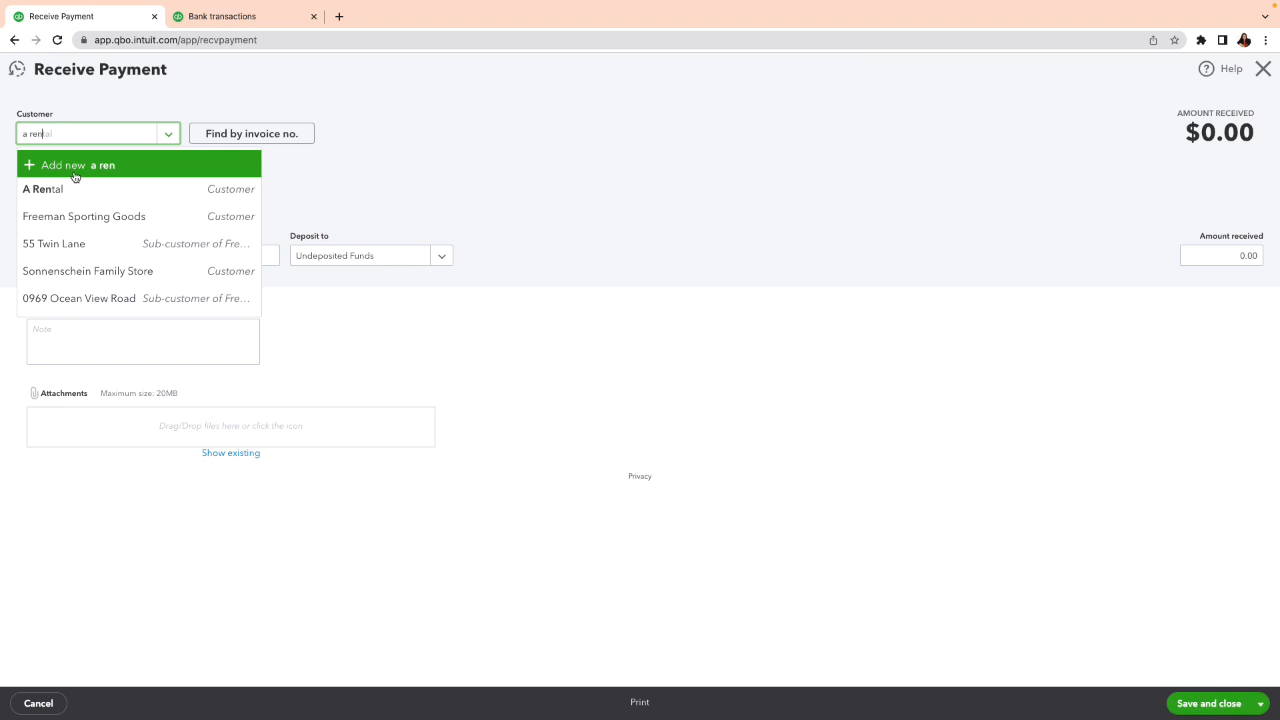 Receive Payment
Bank transactions
app.qbo.intuit.com/app/recvpayment
Receive Payment
Help
Customer
a rental
Find by invoice no.
AMOUNT RECEIVED
$0.00
Add new a ren
A Rental Customer
Freeman Sporting Goods Customer
55 Twin Lane Sub-customer of Fre...
Sonnenschein Family Store Customer
0969 Ocean View Road Sub-customer of Fre...
Deposit to
Undeposited Funds
Amount received
0.00
Note
Attachments Maximum size: 20MB
Drag/Drop files here or click the icon
Show existing
Privacy
Cancel
Print
Save and close